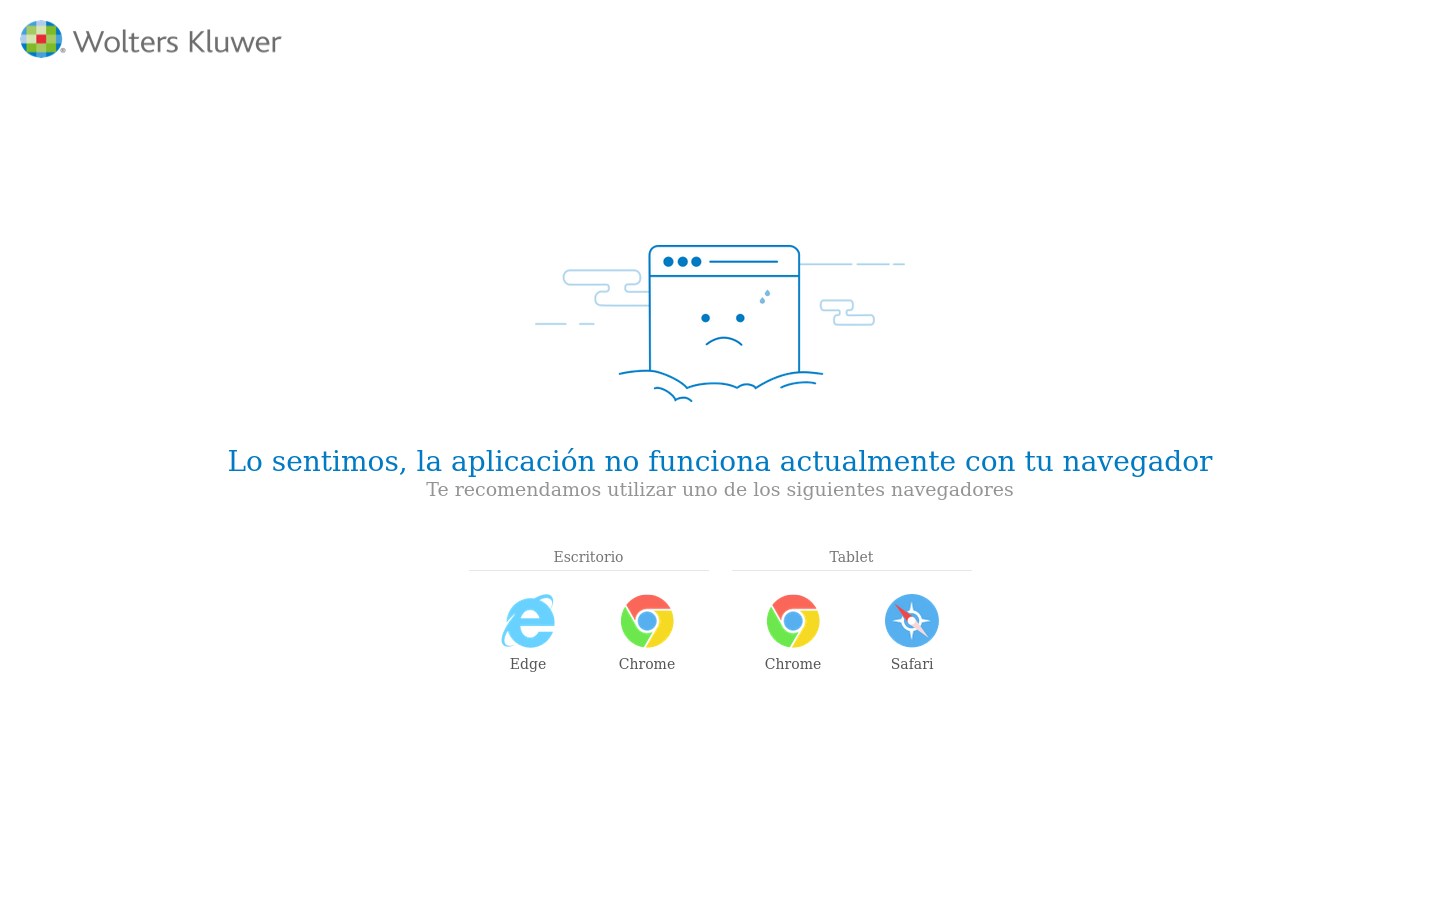 Wolters Kluwer
Lo sentimos, la aplicación no funciona actualmente con tu navegador
Te recomendamos utilizar uno de los siguientes navegadores
Escritorio
Tablet
Edge
Chrome
Chrome
Safari